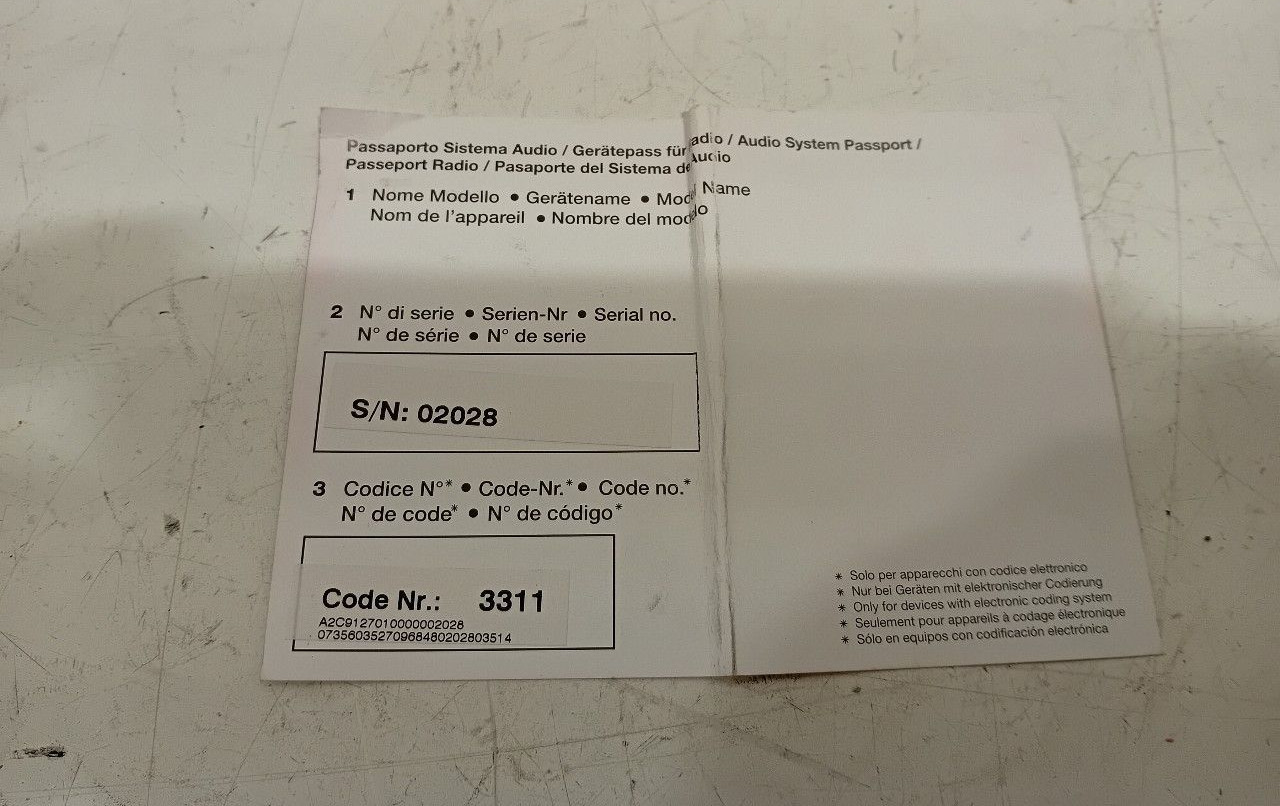 Passaporto Sistema Audio / Gerätepass für adio / Audio System Passport /
Passeport Radio / Pasaporte del Sistema de Audio
1 Nome Modello • Gerätename • Model Name
Nom de l'appareil • Nombre del modelo
2 N° di serie • Serien-Nr • Serial no.
N° de série • N° de serie
S/N: 02028
3 Codice N°* • Code-Nr.* • Code no.*
N° de code* • N° de código*
Code Nr.: 3311
A2C9127010000002028
07356035270968480202803514
* Solo per apparecchi con codice elettronico
* Nur bei Geräten mit elektronischer Codierung
* Only for devices with electronic coding system
* Seulement pour appareils à codage électronique
* Sólo en equipos con codificación electrónica